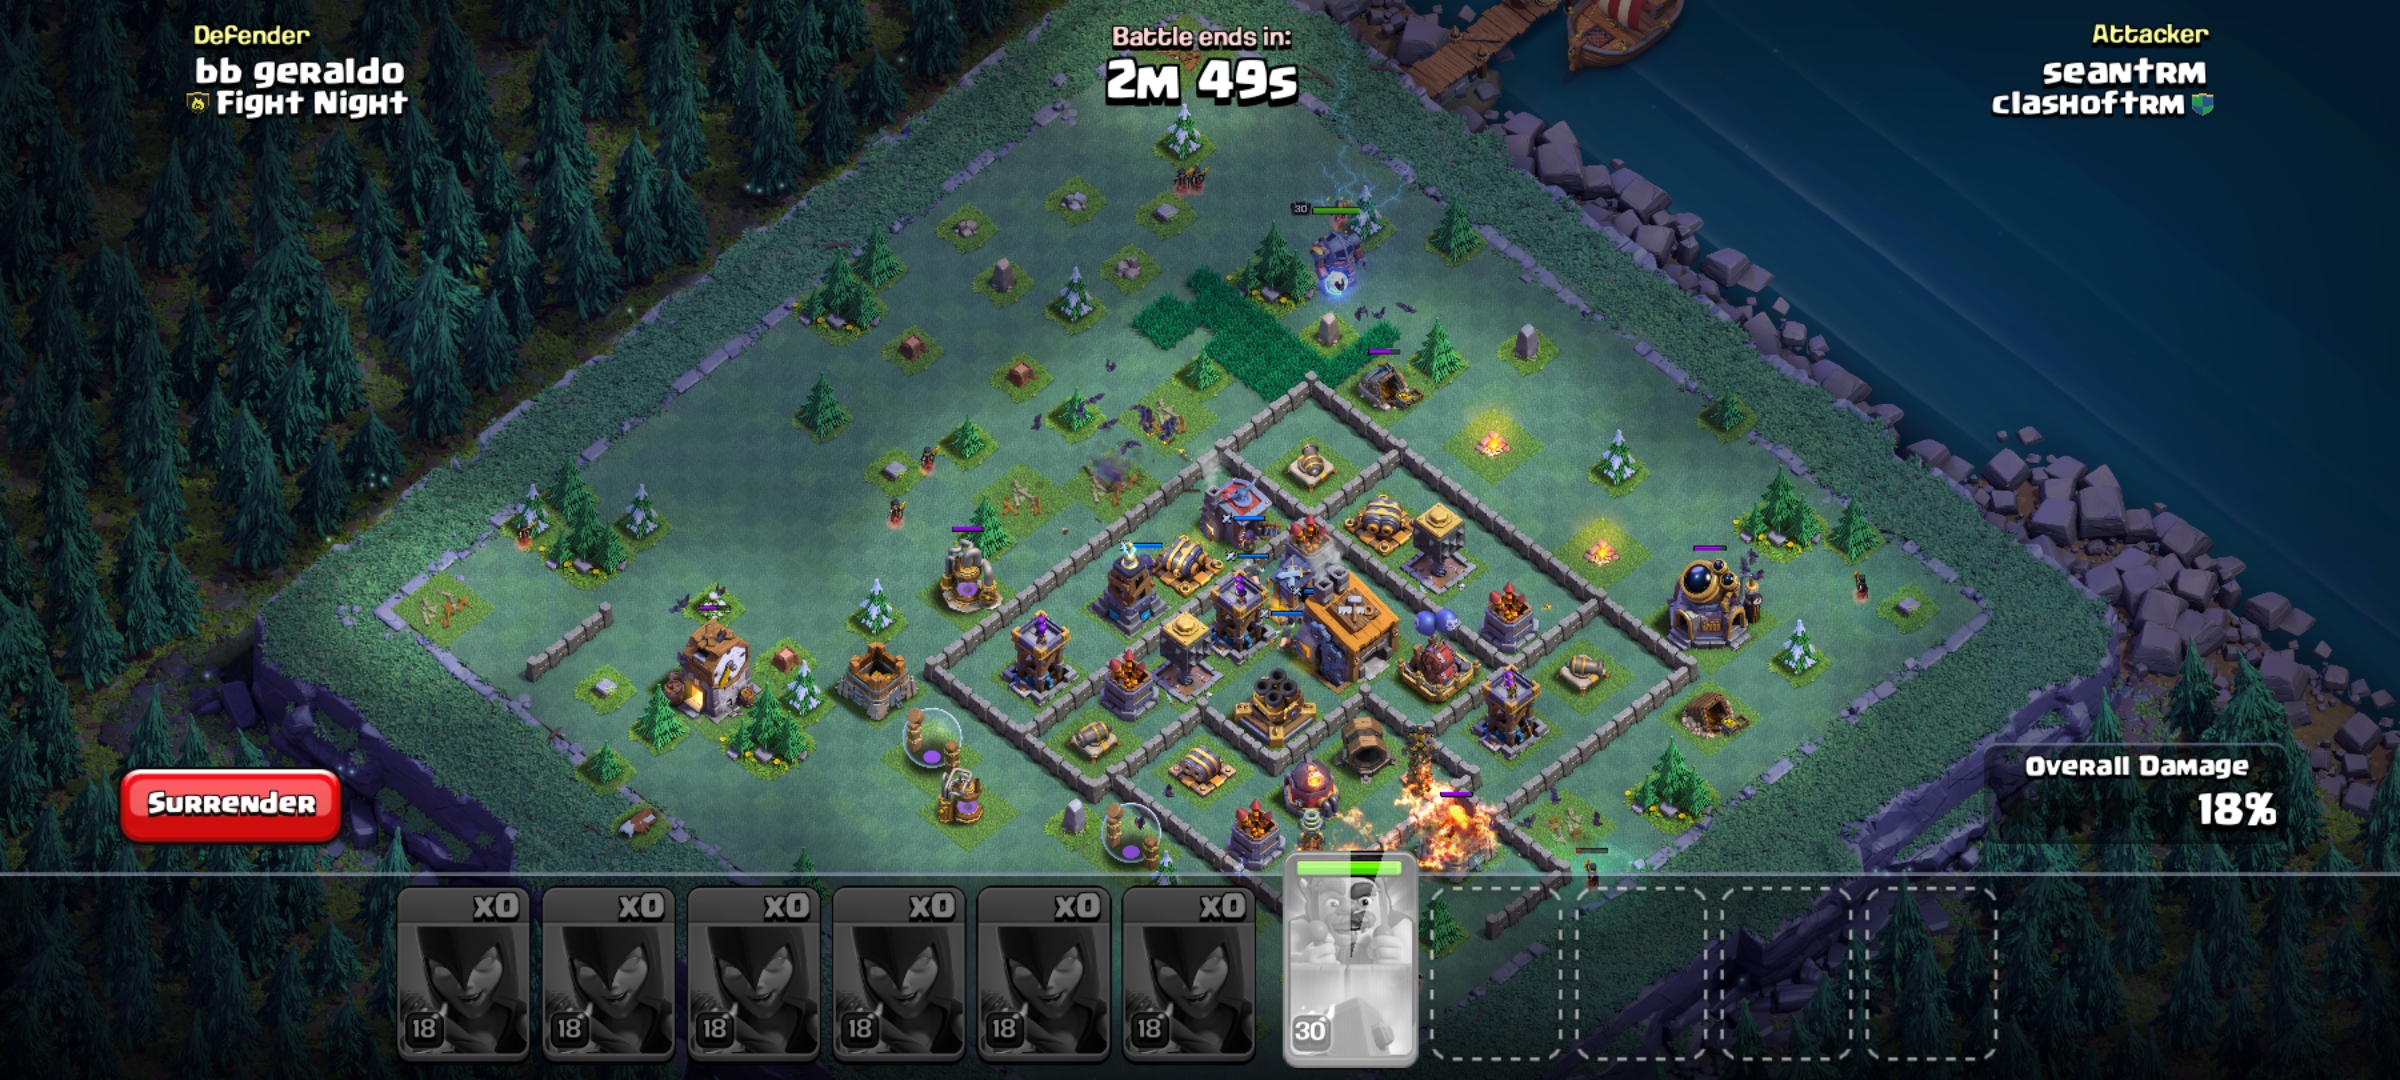 Defender
bb geraldo
Fight Night
Battle ends in:
2M 49s
Attacker
seantrm
clashoftrm
30
Surrender
Overall Damage
18%
x0
x0
x0
x0
x0
x0
18
18
18
18
18
18
30